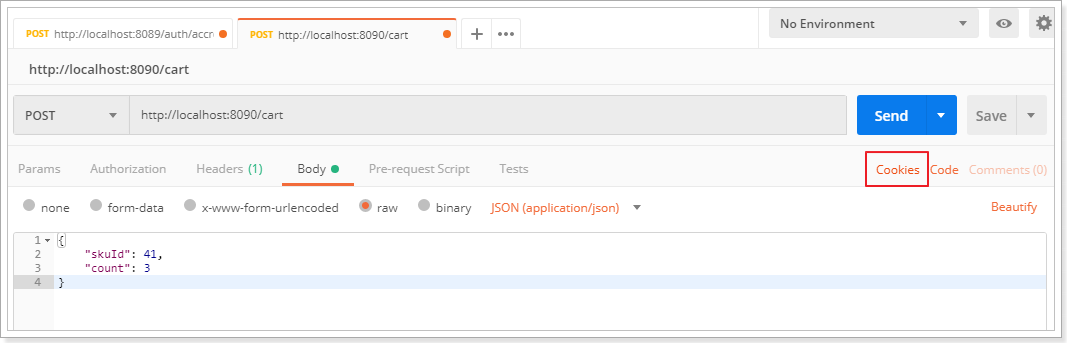 POST http://localhost:8089/auth/accre POST http://localhost:8090/cart + ••• No Environment
http://localhost:8090/cart
POST http://localhost:8090/cart Send Save
Params Authorization Headers (1) Body Pre-request Script Tests Cookies Code Comments (0)
none form-data x-www-form-urlencoded raw binary JSON (application/json) Beautify
1 {
2 "skuId": 41,
3 "count": 3
4 }